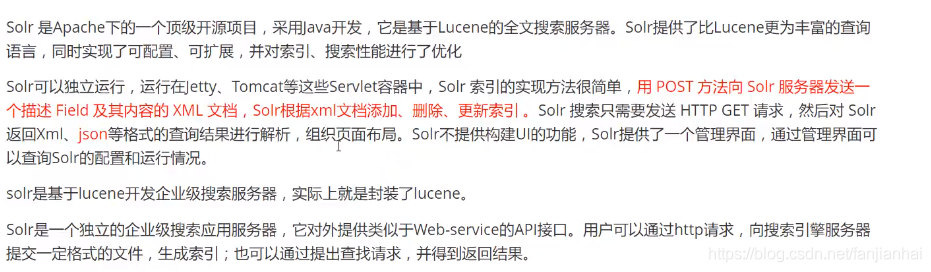 Solr 是Apache下的一个顶级开源项目，采用Java开发，它是基于Lucene的全文搜索服务器。Solr提供了比Lucene更为丰富的查询
语言，同时实现了可配置、可扩展，并对索引、搜索性能进行了优化
Solr可以独立运行，运行在Jetty、Tomcat等这些Servlet容器中，Solr 索引的实现方法很简单，用 POST 方法向 Solr 服务器发送一
个描述 Field 及其内容的 XML 文档，Solr根据xml文档添加、删除、更新索引 。Solr 搜索只需要发送 HTTP GET 请求，然后对 Solr
返回Xml、json等格式的查询结果进行解析，组织页面布局。Solr不提供构建UI的功能，Solr提供了一个管理界面，通过管理界面可
以查询Solr的配置和运行情况。
solr是基于lucene开发企业级搜索服务器，实际上就是封装了lucene。
Solr是一个独立的企业级搜索应用服务器，它对外提供类似于Web-service的API接口。用户可以通过http请求，向搜索引擎服务器
提交一定格式的文件，生成索引；也可以通过提出查找请求，并得到返回结果。
https://blog.csdn.net/fanjianhai